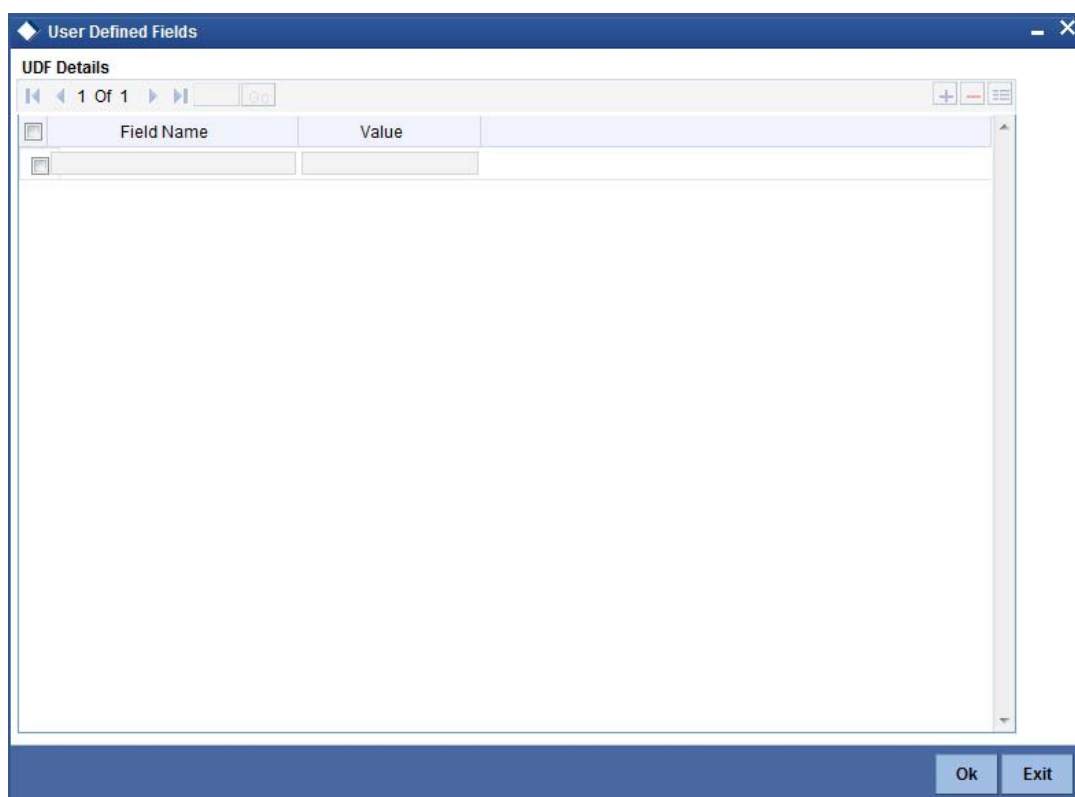 User Defined Fields
UDF Details
1 Of 1 Go
Field Name Value
Ok Exit